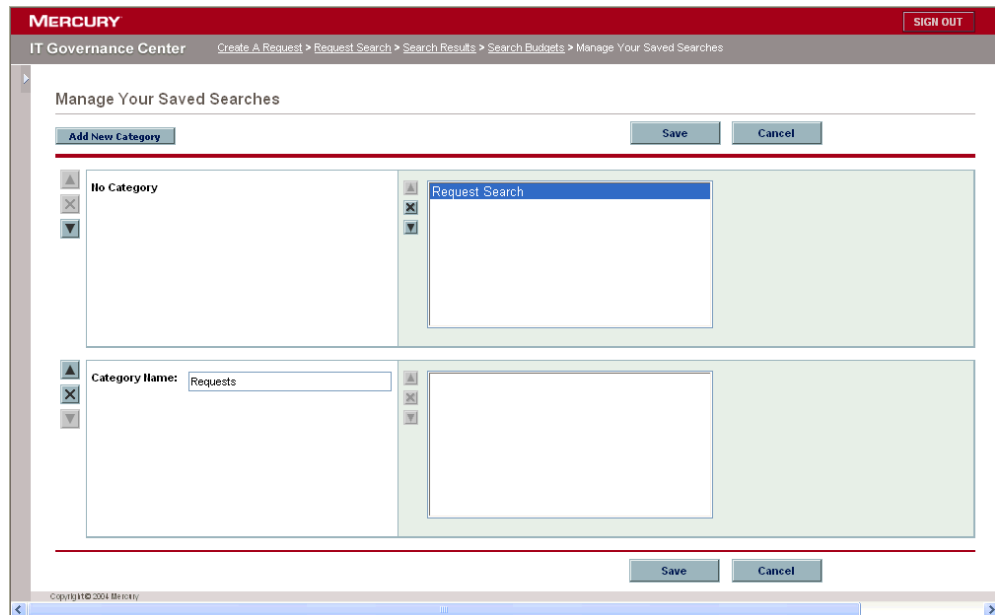 MERCURY
SIGN OUT
IT Governance Center
Create A Request > Request Search > Search Results > Search Budgets > Manage Your Saved Searches
Manage Your Saved Searches
Add New Category
Save
Cancel
No Category
Request Search
Category Name:
Requests
Save
Cancel
Copyright © 2004 Mercury